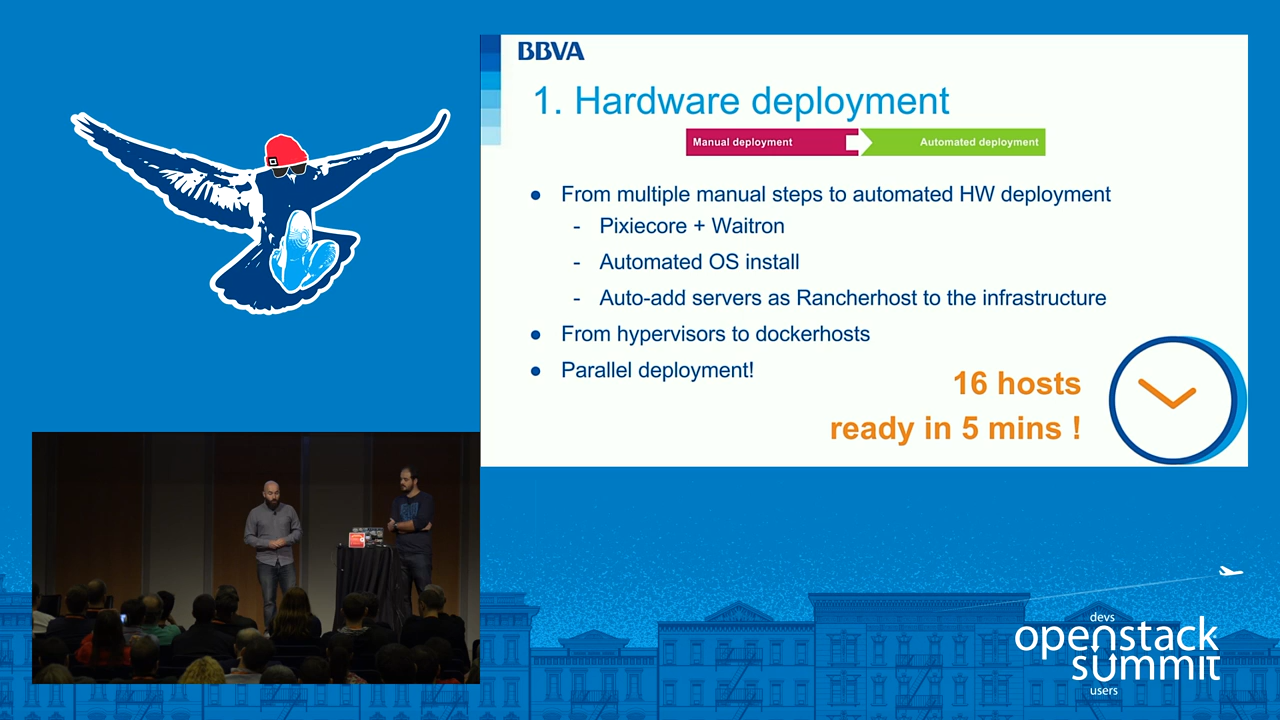 BBVA
1. Hardware deployment
Manual deployment
Automated deployment
● From multiple manual steps to automated HW deployment
- Pixiecore + Waitron
- Automated OS install
- Auto-add servers as Rancherhost to the infrastructure
● From hypervisors to dockerhosts
● Parallel deployment!
16 hosts
ready in 5 mins !
devs
openstack
summit
users